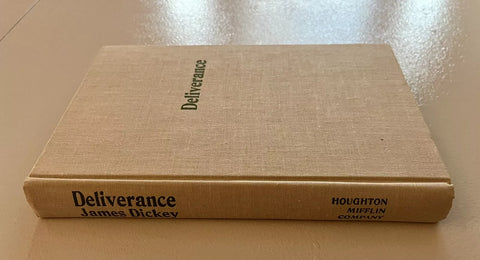 Deliverance
Deliverance
James Dickey
HOUGHTON
MIFFLIN
COMPANY